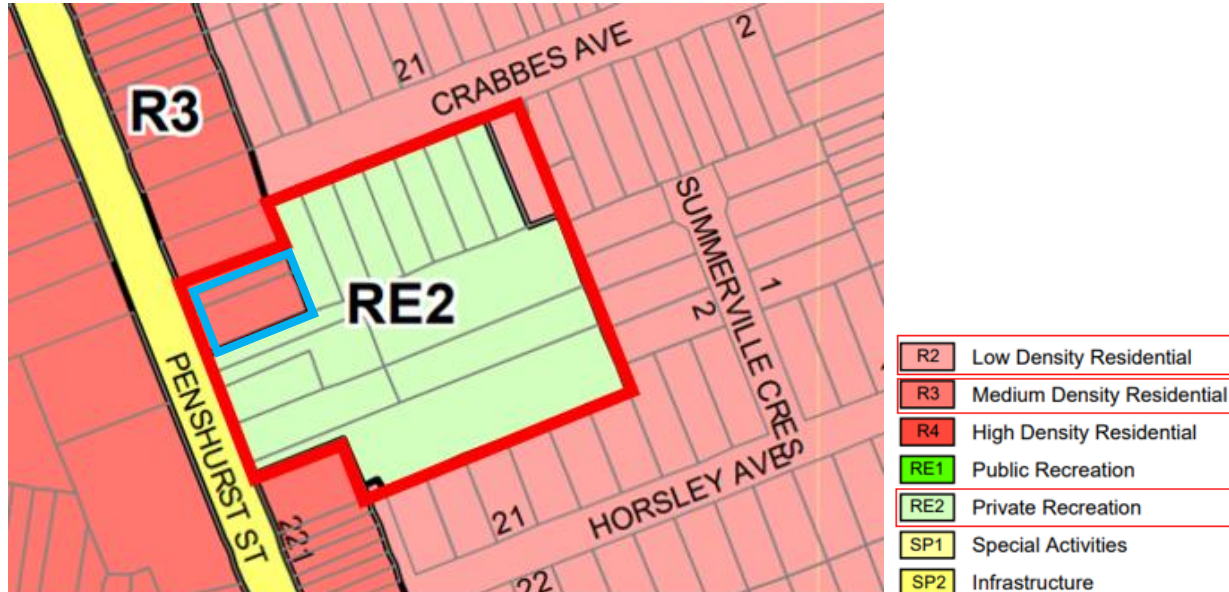 R3
21
CRABBES AVE
2
RE2
SUMMERVILLE CRES
1
2
PENSHURST ST
221
21
HORSLEY AVE
22
R2 Low Density Residential
R3 Medium Density Residential
R4 High Density Residential
RE1 Public Recreation
RE2 Private Recreation
SP1 Special Activities
SP2 Infrastructure